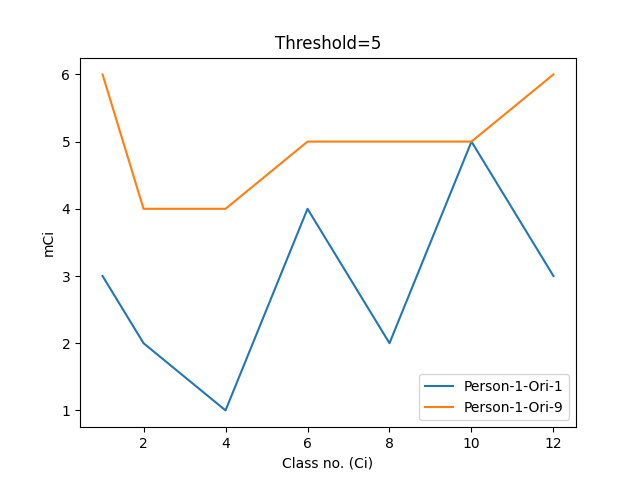 Threshold=5
6
5
4
3
2
1
mCi
2
4
6
8
10
12
Class no. (Ci)
Person-1-Ori-1
Person-1-Ori-9